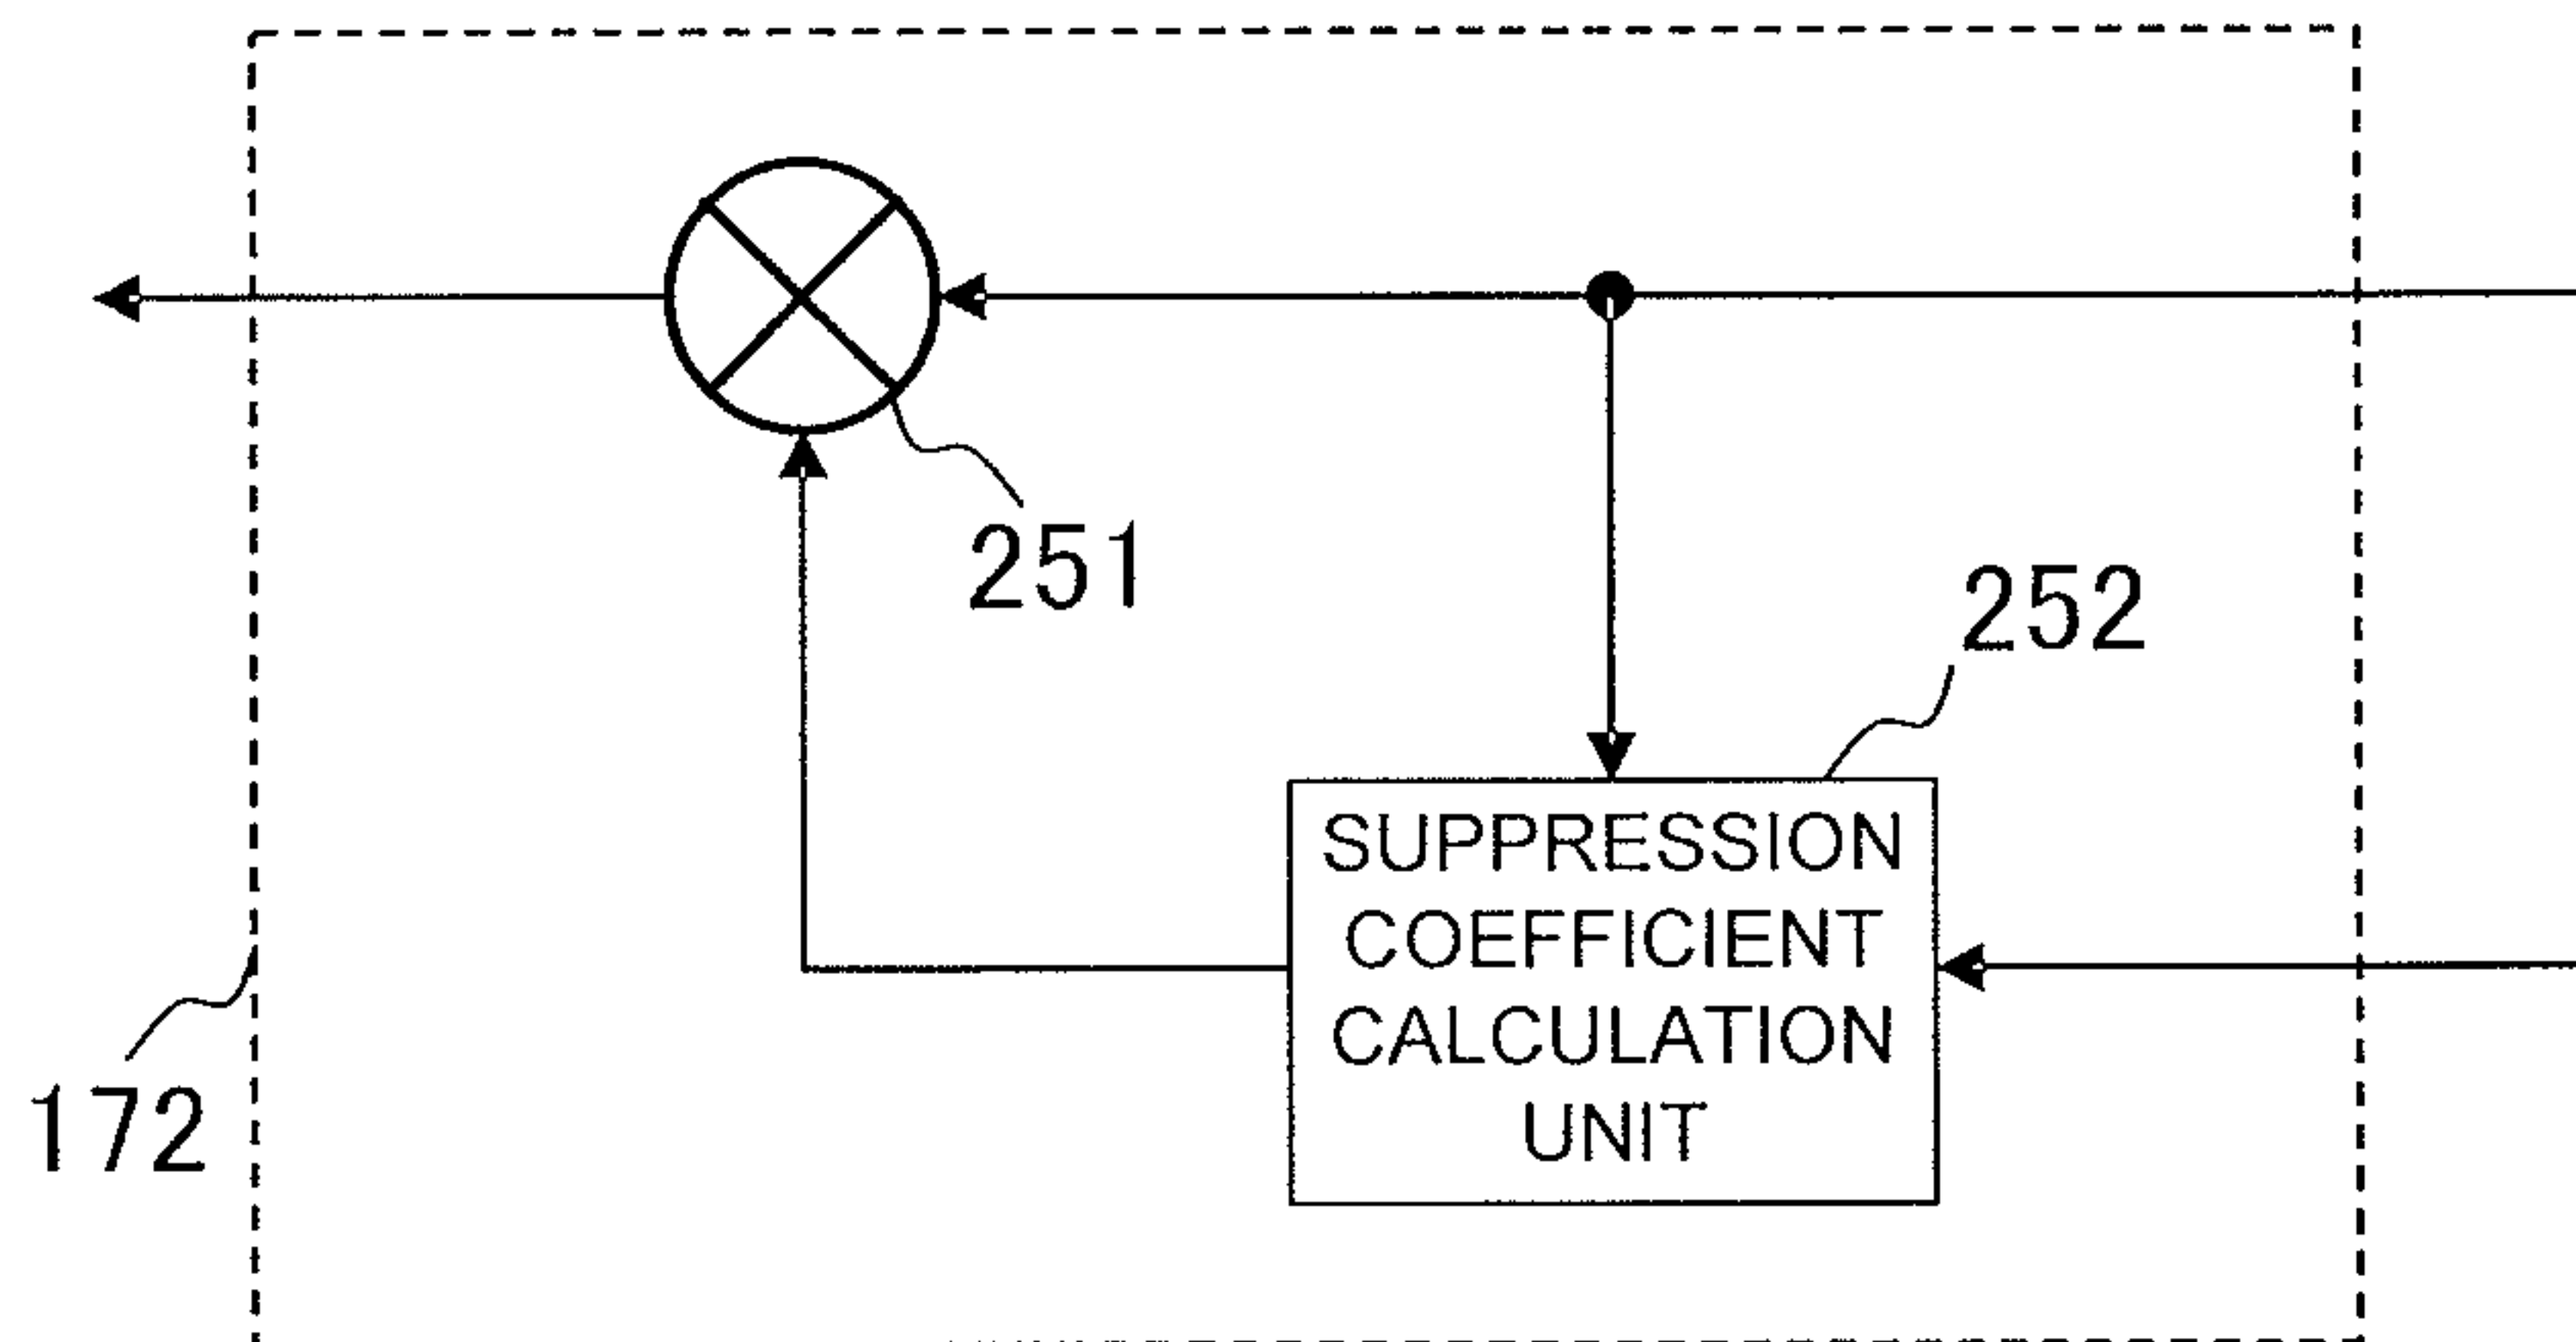 251
252
SUPPRESSION
COEFFICIENT
CALCULATION
UNIT
172